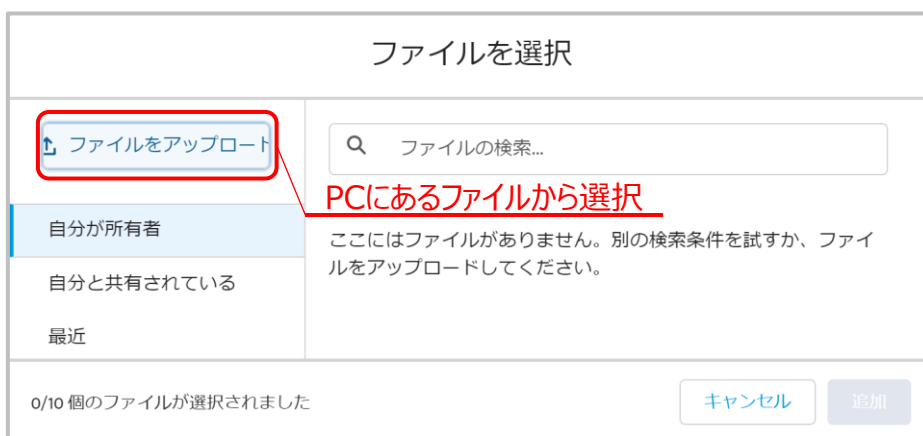 ファイルを選択
ファイルをアップロード
ファイルの検索...
PCにあるファイルから選択
自分が所有者
ここにはファイルがありません。別の検索条件を試すか、ファイ
ルをアップロードしてください。
自分と共有されている
最近
0/10 個のファイルが選択されました
キャンセル
追加